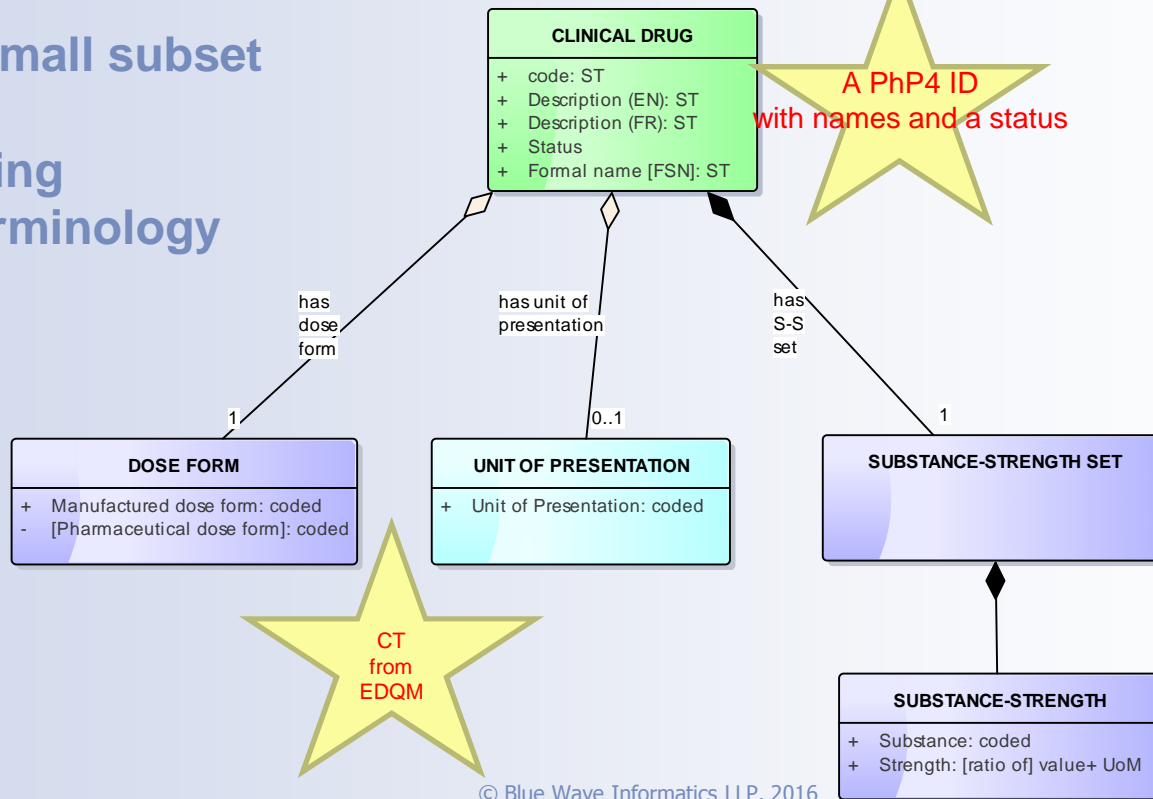 mall subset
ing
rminology
CLINICAL DRUG
+ code: ST
+ Description (EN): ST
+ Description (FR): ST
+ Status
+ Formal name [FSN]: ST
A PhP4 ID
with names and a status
has
dose
form
has unit of
presentation
has
S-S
set
1
0..1
1
DOSE FORM
+ Manufactured dose form: coded
- [Pharmaceutical dose form]: coded
UNIT OF PRESENTATION
+ Unit of Presentation: coded
SUBSTANCE-STRENGTH SET
CT
from
EDQM
SUBSTANCE-STRENGTH
+ Substance: coded
+ Strength: [ratio of] value+ UoM
© Blue Wave Informatics LLP, 2016